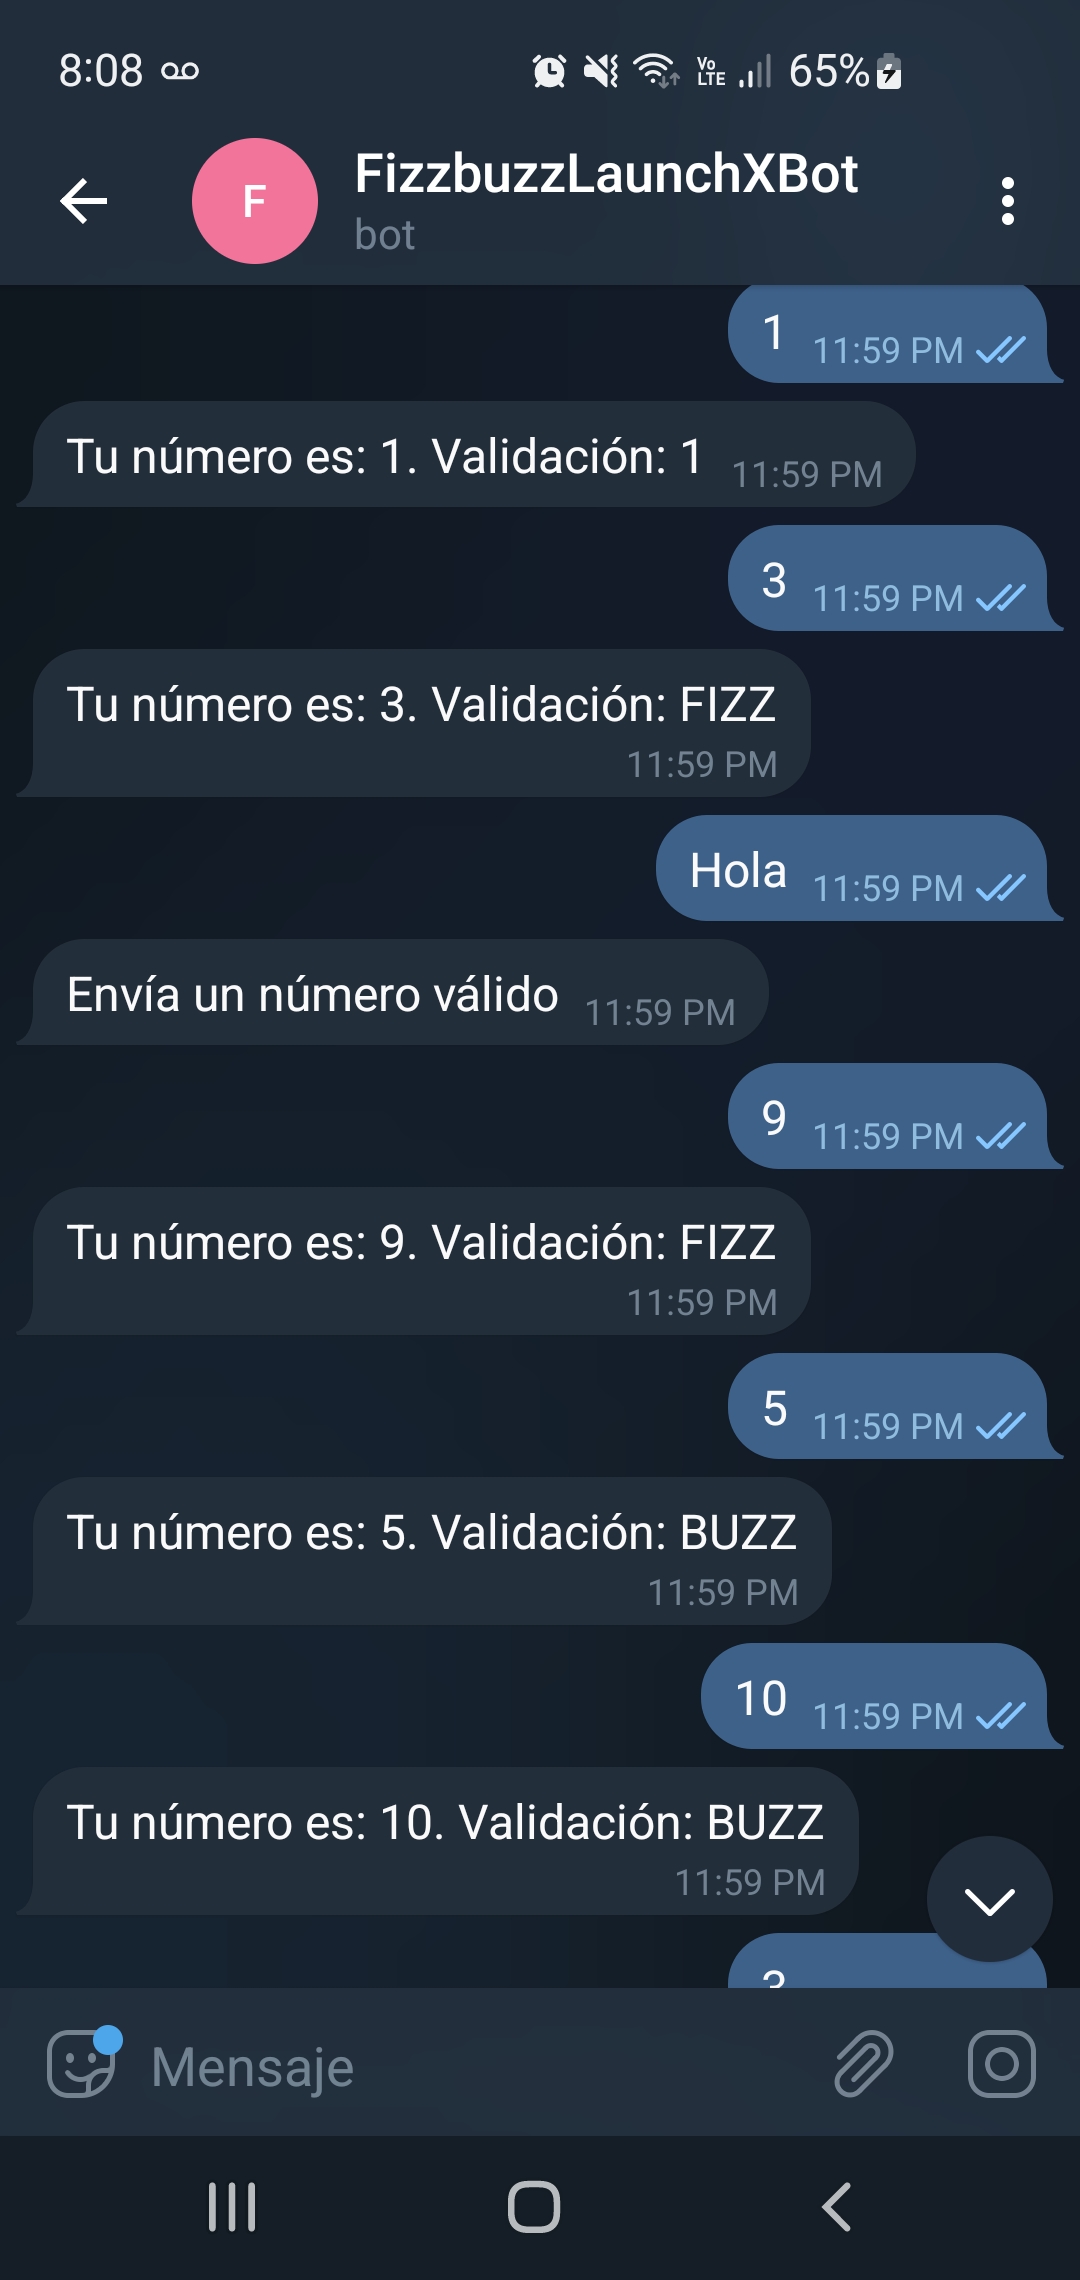 8:08 Vo LTE 65%
F FizzbuzzLaunchXBot
bot
1 11:59 PM
Tu número es: 1. Validación: 1 11:59 PM
3 11:59 PM
Tu número es: 3. Validación: FIZZ
11:59 PM
Hola 11:59 PM
Envía un número válido 11:59 PM
9 11:59 PM
Tu número es: 9. Validación: FIZZ
11:59 PM
5 11:59 PM
Tu número es: 5. Validación: BUZZ
11:59 PM
10 11:59 PM
Tu número es: 10. Validación: BUZZ
11:59 PM
Mensaje